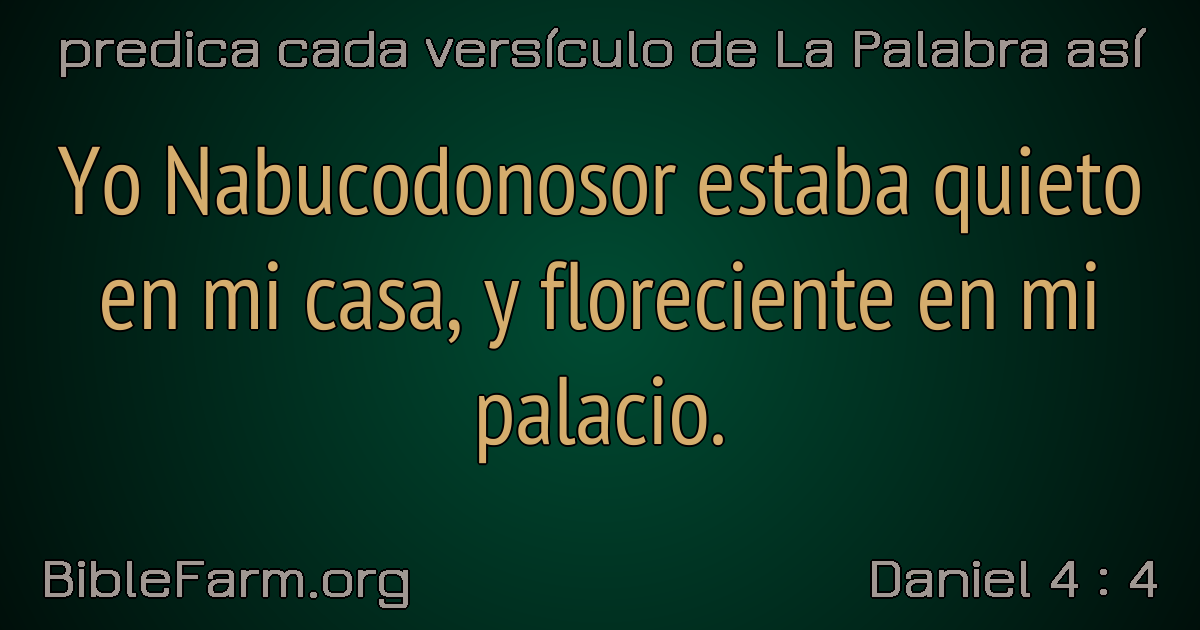 predica cada versículo de La Palabra así
Yo Nabucodonosor estaba quieto
en mi casa, y floreciente en mi
palacio.
BibleFarm.org
Daniel 4 : 4